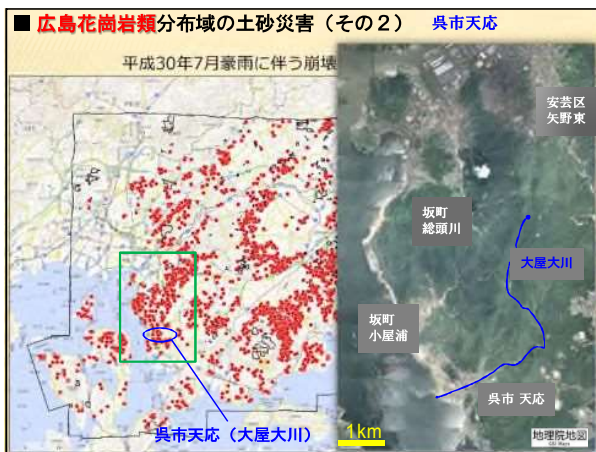 ■ 広島花崗岩類分布域の土砂災害（その２） 呉市天応
平成30年7月豪雨に伴う崩壊
安芸区
矢野東
坂町
総頭川
大屋大川
坂町
小屋浦
呉市 天応
呉市天応（大屋大川）
1km
地理院地図
GSI Maps